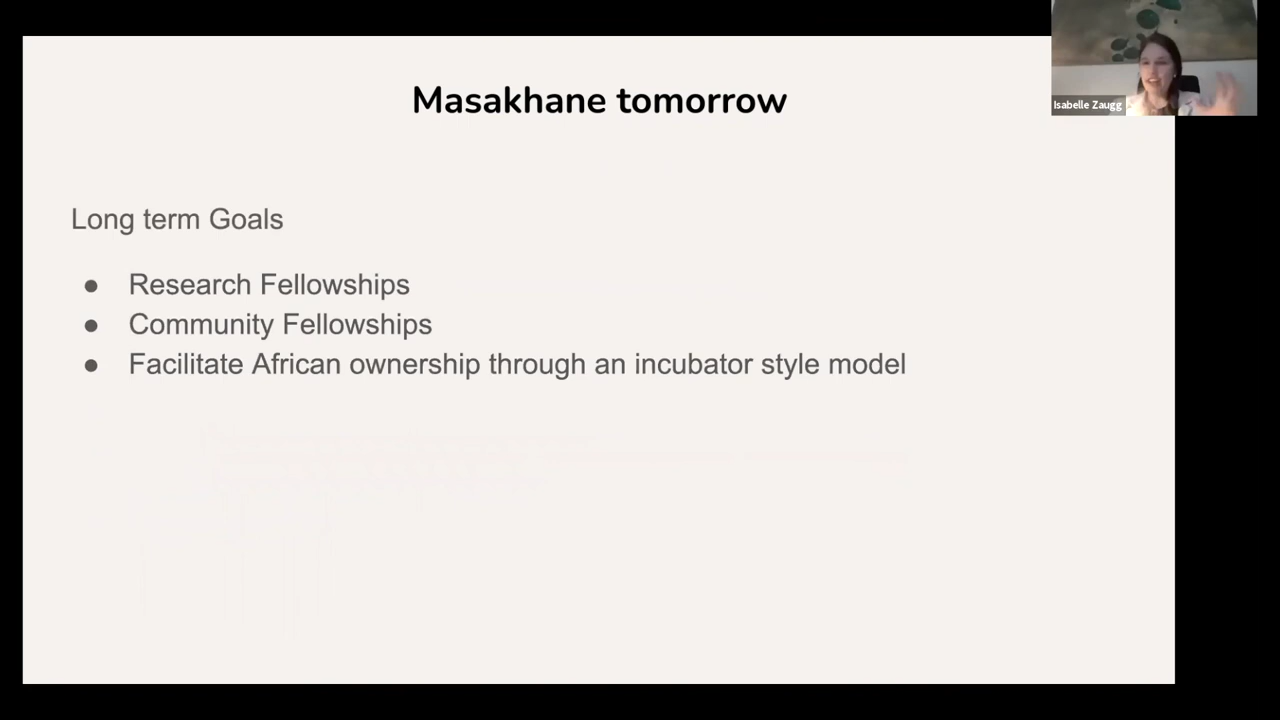 Masakhane tomorrow
Isabelle Zaugg
Long term Goals
● Research Fellowships
● Community Fellowships
● Facilitate African ownership through an incubator style model